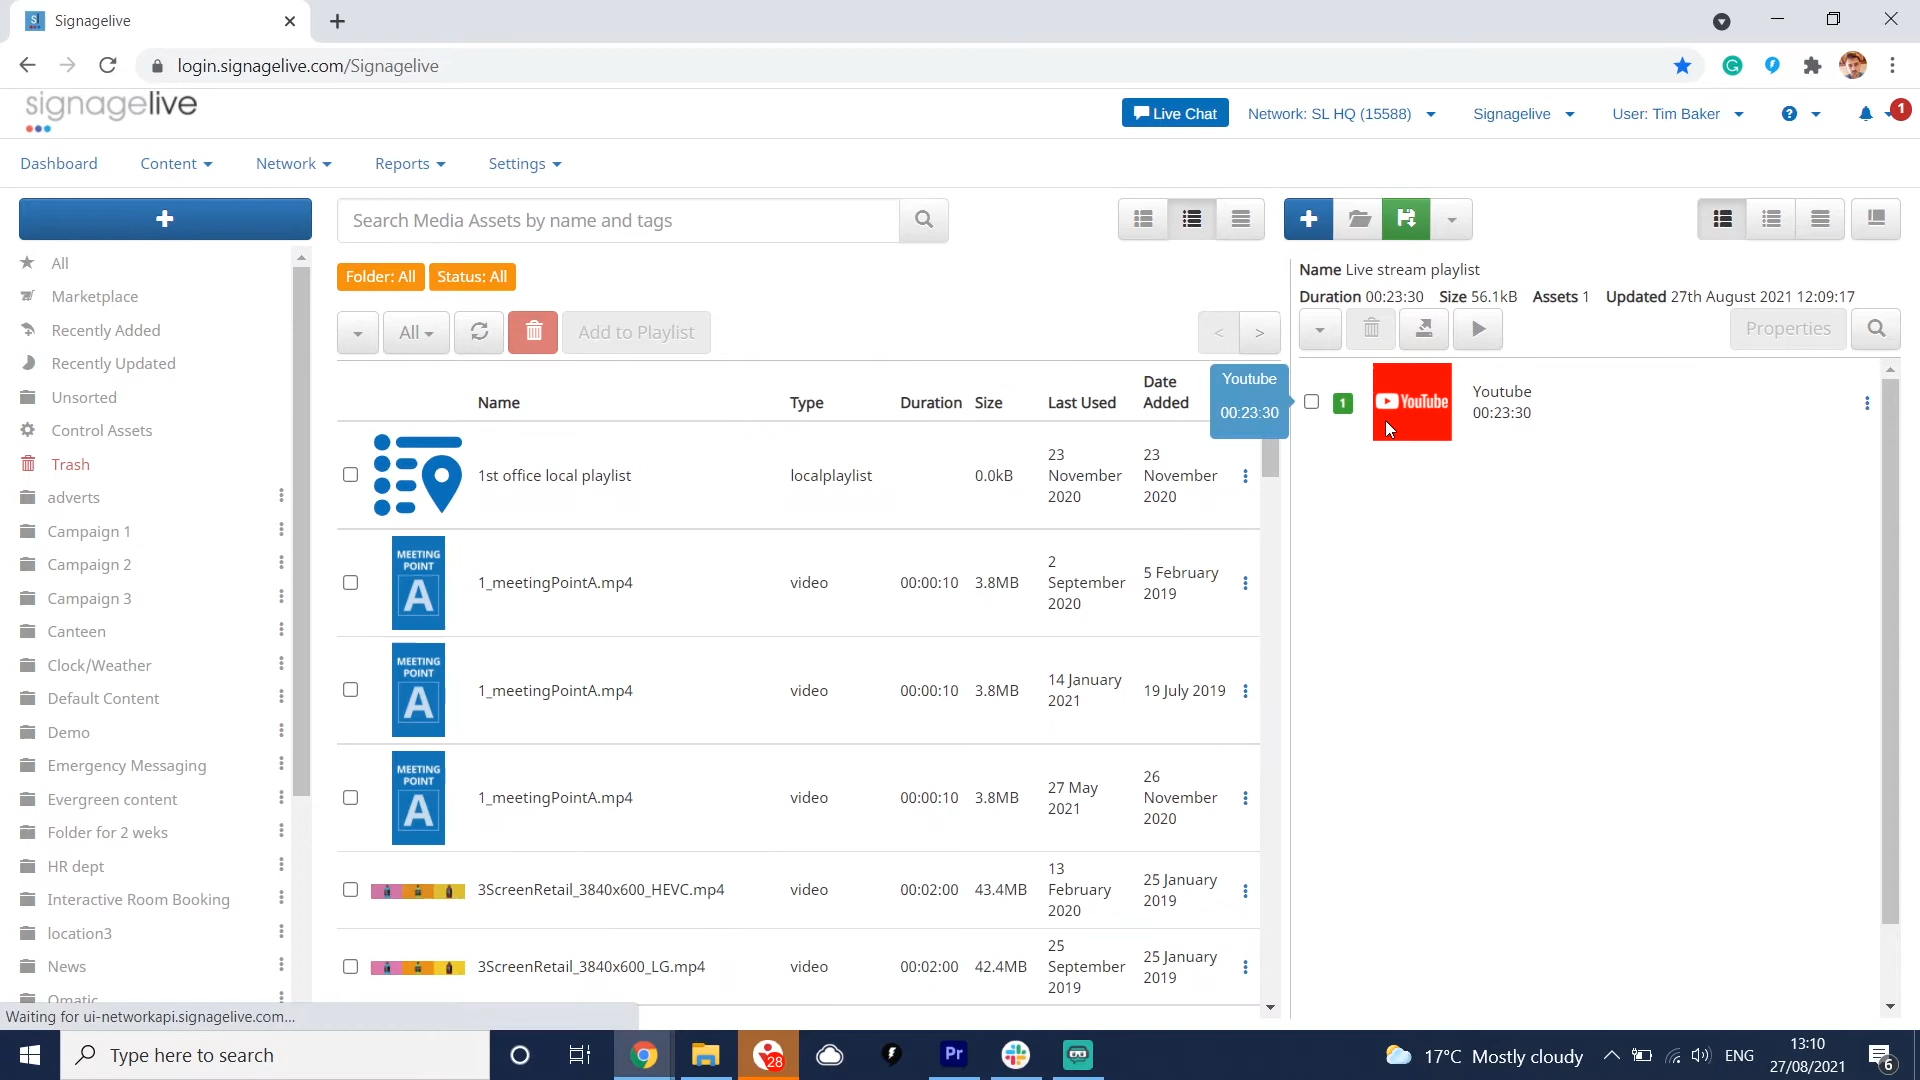 Signagelive
login.signagelive.com/Signagelive
signagelive
Live Chat
Network: SL HQ (15588)
Signagelive
User: Tim Baker
1
Dashboard
Content
Network
Reports
Settings
Search Media Assets by name and tags
All
Marketplace
Recently Added
Recently Updated
Unsorted
Control Assets
Trash
adverts
Campaign 1
Campaign 2
Campaign 3
Canteen
Clock/Weather
Default Content
Demo
Emergency Messaging
Evergreen content
Folder for 2 weks
HR dept
Interactive Room Booking
location3
News
Omatic
Folder: All
Status: All
All
Add to Playlist
<
>
Name Type Duration Size Last Used Date Added
1st office local playlist localplaylist 0.0kB 23 November 2020 23 November 2020
MEETING POINT A
1_meetingPointA.mp4 video 00:00:10 3.8MB 2 September 2020 5 February 2019
MEETING POINT A
1_meetingPointA.mp4 video 00:00:10 3.8MB 14 January 2021 19 July 2019
MEETING POINT A
1_meetingPointA.mp4 video 00:00:10 3.8MB 27 May 2021 26 November 2020
3ScreenRetail_3840x600_HEVC.mp4 video 00:02:00 43.4MB 13 February 2020 25 January 2019
3ScreenRetail_3840x600_LG.mp4 video 00:02:00 42.4MB 25 September 2019 25 January 2019
Name Live stream playlist
Duration 00:23:30 Size 56.1kB Assets 1 Updated 27th August 2021 12:09:17
Properties
Youtube
00:23:30
1
YouTube
Youtube
00:23:30
Waiting for ui-networkapi.signagelive.com...
Type here to search
28
Pr
17°C Mostly cloudy
ENG
13:10
27/08/2021
6